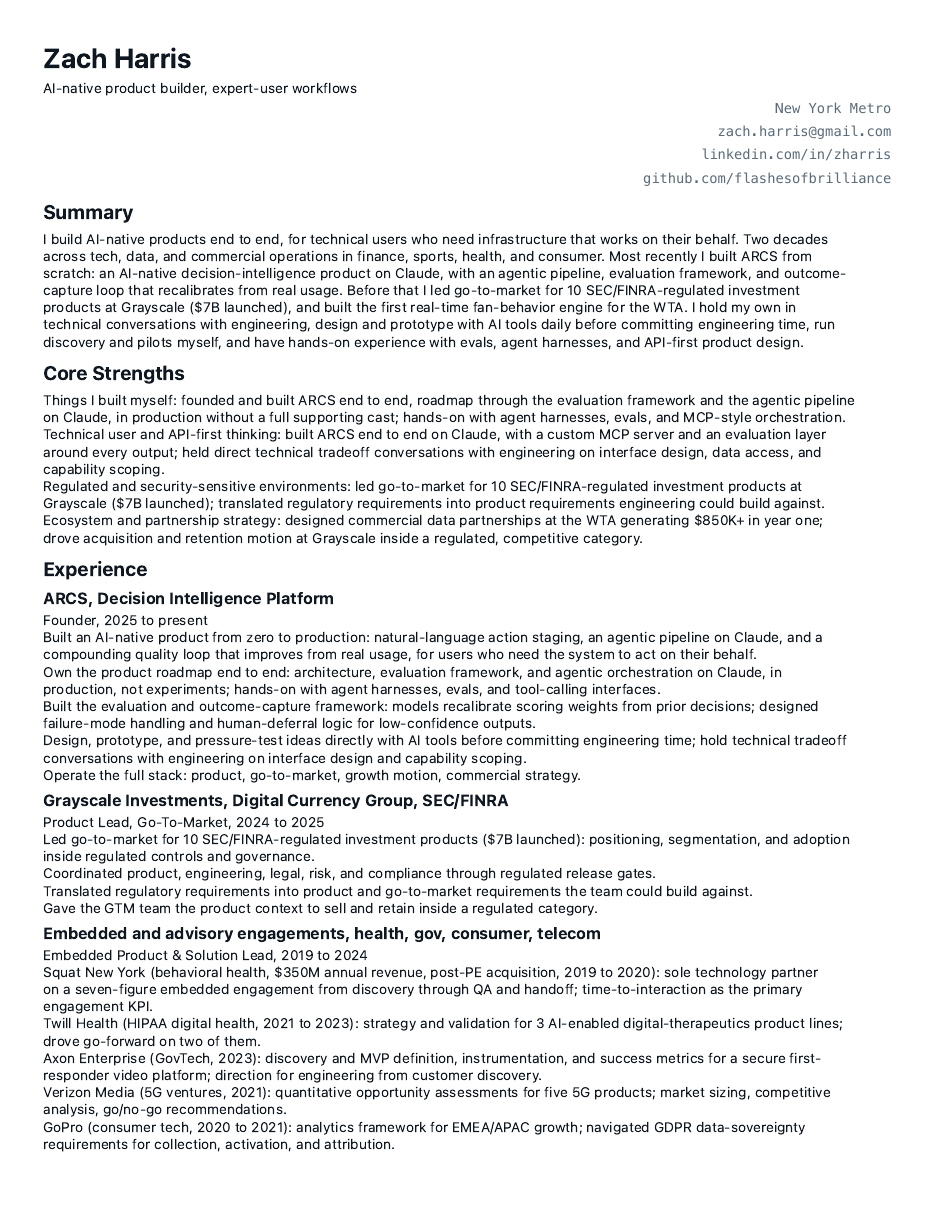 Zach Harris
AI-native product builder, expert-user workflows
New York Metro
zach.harris@gmail.com
linkedin.com/in/zharris
github.com/flashesofbrilliance
Summary
I build AI-native products end to end, for technical users who need infrastructure that works on their behalf. Two decades
across tech, data, and commercial operations in finance, sports, health, and consumer. Most recently I built ARCS from
scratch: an AI-native decision-intelligence product on Claude, with an agentic pipeline, evaluation framework, and outcome-
capture loop that recalibrates from real usage. Before that I led go-to-market for 10 SEC/FINRA-regulated investment
products at Grayscale ($7B launched), and built the first real-time fan-behavior engine for the WTA. I hold my own in
technical conversations with engineering, design and prototype with AI tools daily before committing engineering time, run
discovery and pilots myself, and have hands-on experience with evals, agent harnesses, and API-first product design.
Core Strengths
Things I built myself: founded and built ARCS end to end, roadmap through the evaluation framework and the agentic pipeline
on Claude, in production without a full supporting cast; hands-on with agent harnesses, evals, and MCP-style orchestration.
Technical user and API-first thinking: built ARCS end to end on Claude, with a custom MCP server and an evaluation layer
around every output; held direct technical tradeoff conversations with engineering on interface design, data access, and
capability scoping.
Regulated and security-sensitive environments: led go-to-market for 10 SEC/FINRA-regulated investment products at
Grayscale ($7B launched); translated regulatory requirements into product requirements engineering could build against.
Ecosystem and partnership strategy: designed commercial data partnerships at the WTA generating $850K+ in year one;
drove acquisition and retention motion at Grayscale inside a regulated, competitive category.
Experience
ARCS, Decision Intelligence Platform
Founder, 2025 to present
Built an AI-native product from zero to production: natural-language action staging, an agentic pipeline on Claude, and a
compounding quality loop that improves from real usage, for users who need the system to act on their behalf.
Own the product roadmap end to end: architecture, evaluation framework, and agentic orchestration on Claude, in
production, not experiments; hands-on with agent harnesses, evals, and tool-calling interfaces.
Built the evaluation and outcome-capture framework: models recalibrate scoring weights from prior decisions; designed
failure-mode handling and human-deferral logic for low-confidence outputs.
Design, prototype, and pressure-test ideas directly with AI tools before committing engineering time; hold technical tradeoff
conversations with engineering on interface design and capability scoping.
Operate the full stack: product, go-to-market, growth motion, commercial strategy.
Grayscale Investments, Digital Currency Group, SEC/FINRA
Product Lead, Go-To-Market, 2024 to 2025
Led go-to-market for 10 SEC/FINRA-regulated investment products ($7B launched): positioning, segmentation, and adoption
inside regulated controls and governance.
Coordinated product, engineering, legal, risk, and compliance through regulated release gates.
Translated regulatory requirements into product and go-to-market requirements the team could build against.
Gave the GTM team the product context to sell and retain inside a regulated category.
Embedded and advisory engagements, health, gov, consumer, telecom
Embedded Product & Solution Lead, 2019 to 2024
Squat New York (behavioral health, $350M annual revenue, post-PE acquisition, 2019 to 2020): sole technology partner
on a seven-figure embedded engagement from discovery through QA and handoff; time-to-interaction as the primary
engagement KPI.
Twill Health (HIPAA digital health, 2021 to 2023): strategy and validation for 3 AI-enabled digital-therapeutics product lines;
drove go-forward on two of them.
Axon Enterprise (GovTech, 2023): discovery and MVP definition, instrumentation, and success metrics for a secure first-
responder video platform; direction for engineering from customer discovery.
Verizon Media (5G ventures, 2021): quantitative opportunity assessments for five 5G products; market sizing, competitive
analysis, go/no-go recommendations.
GoPro (consumer tech, 2020 to 2021): analytics framework for EMEA/APAC growth; navigated GDPR data-sovereignty
requirements for collection, activation, and attribution.